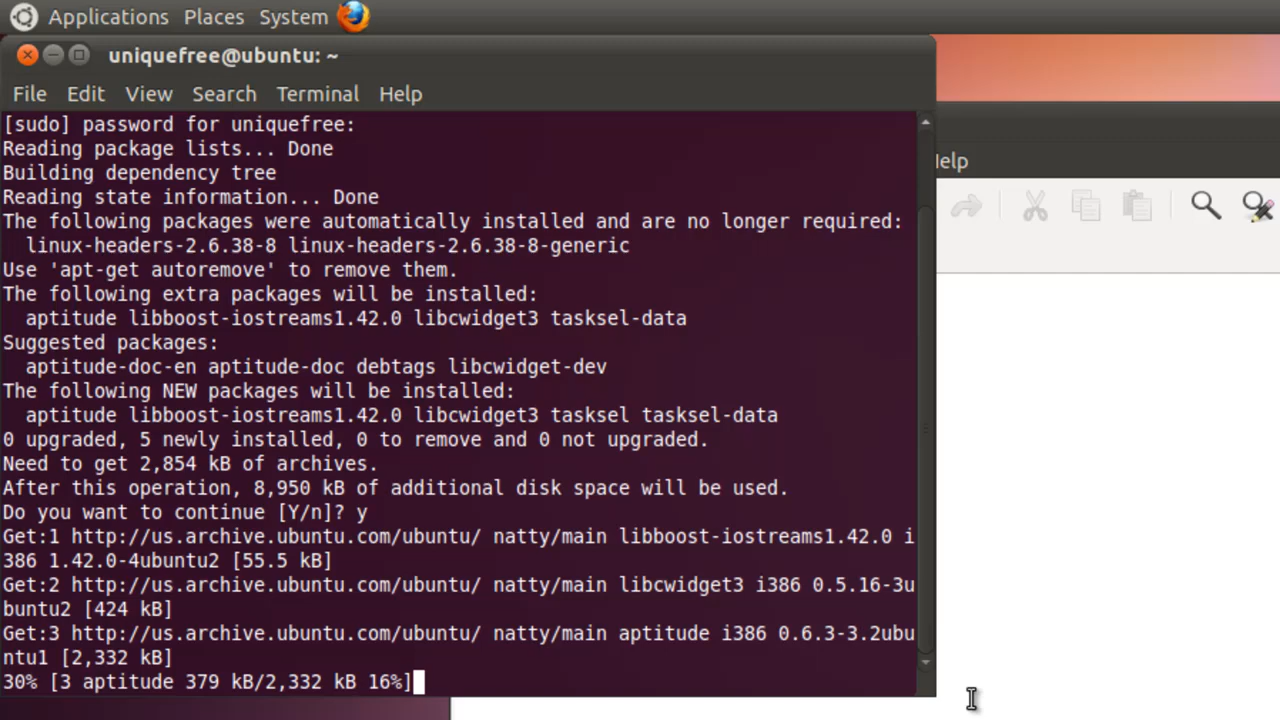 Applications Places System
uniquefree@ubuntu: ~
File Edit View Search Terminal Help
[sudo] password for uniquefree:
Reading package lists... Done
Building dependency tree
Reading state information... Done
The following packages were automatically installed and are no longer required:
  linux-headers-2.6.38-8 linux-headers-2.6.38-8-generic
Use 'apt-get autoremove' to remove them.
The following extra packages will be installed:
  aptitude libboost-iostreams1.42.0 libcwidget3 tasksel-data
Suggested packages:
  aptitude-doc-en aptitude-doc debtags libcwidget-dev
The following NEW packages will be installed:
  aptitude libboost-iostreams1.42.0 libcwidget3 tasksel tasksel-data
0 upgraded, 5 newly installed, 0 to remove and 0 not upgraded.
Need to get 2,854 kB of archives.
After this operation, 8,950 kB of additional disk space will be used.
Do you want to continue [Y/n]? y
Get:1 http://us.archive.ubuntu.com/ubuntu/ natty/main libboost-iostreams1.42.0 i
386 1.42.0-4ubuntu2 [55.5 kB]
Get:2 http://us.archive.ubuntu.com/ubuntu/ natty/main libcwidget3 i386 0.5.16-3u
buntu2 [424 kB]
Get:3 http://us.archive.ubuntu.com/ubuntu/ natty/main aptitude i386 0.6.3-3.2ubu
ntu1 [2,332 kB]
30% [3 aptitude 379 kB/2,332 kB 16%]
elp